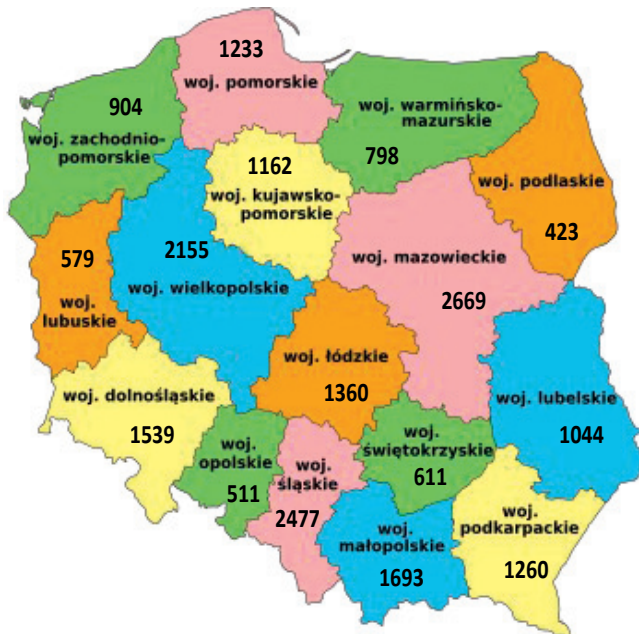 1233
woj. pomorskie
904
woj. zachodnio-
pomorskie
woj. warmińsko-
mazurskie
798
1162
woj. kujawsko-
pomorskie
woj. podlaskie
423
579
woj.
lubuskie
2155
woj. wielkopolskie
woj. mazowieckie
2669
woj. łódzkie
1360
woj. dolnośląskie
1539
woj. lubelskie
1044
woj.
opolskie
511
woj.
śląskie
2477
woj.
świętokrzyskie
611
woj.
małopolskie
1693
woj.
podkarpackie
1260